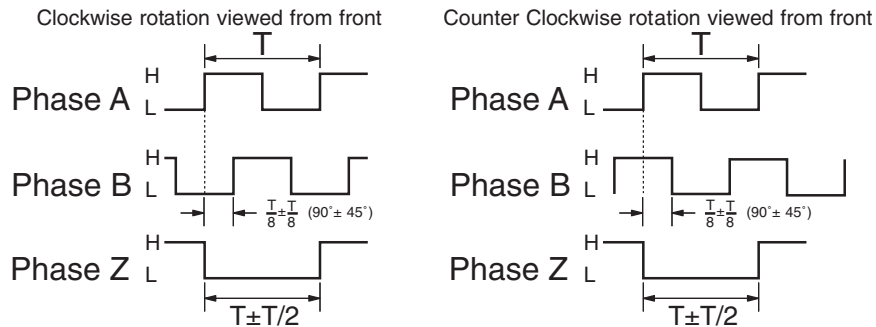 Clockwise rotation viewed from front
T
H
Phase A L
H
Phase B L
T/8±T/8 (90°± 45°)
H
Phase Z L
T±T/2
Counter Clockwise rotation viewed from front
T
H
Phase A L
H
Phase B L
T/8±T/8 (90°± 45°)
H
Phase Z L
T±T/2